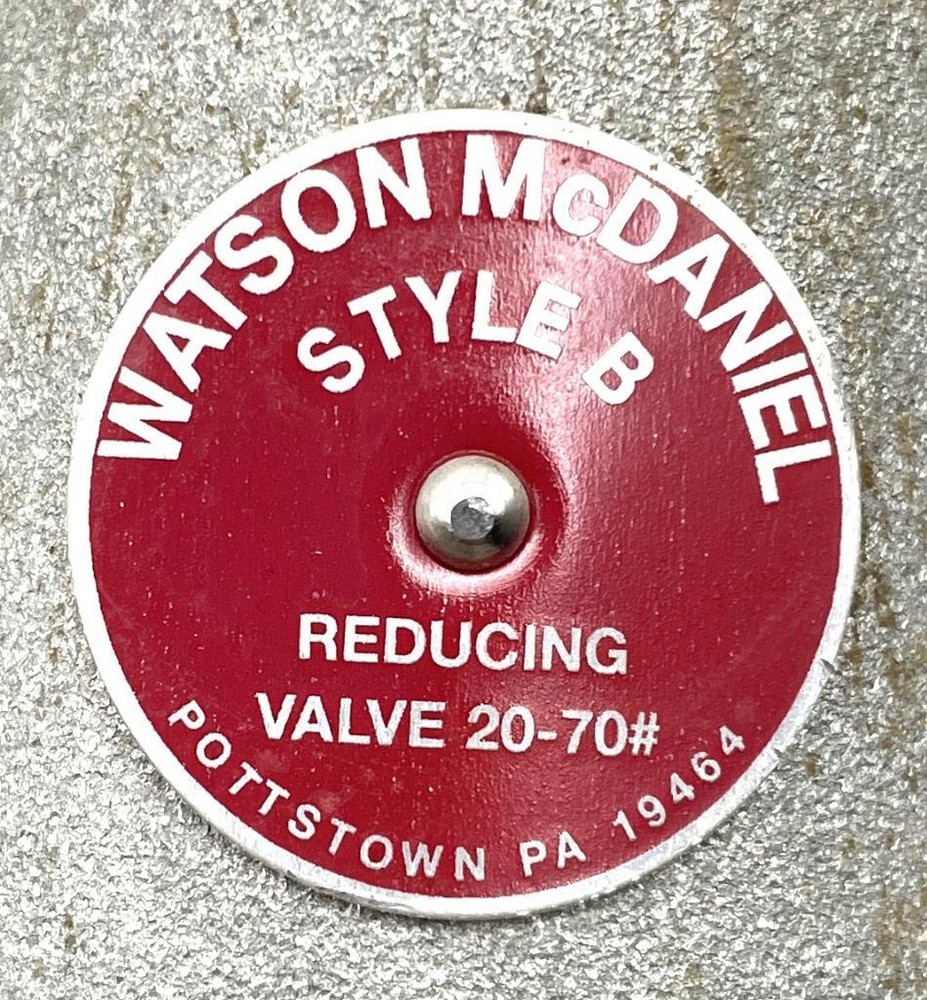 WATSON McDANIEL
STYLE B
REDUCING
VALVE 20-70#
POTTSTOWN PA 19464